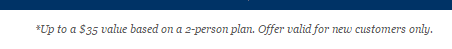 *Up to a $35 value based on a 2-person plan. Offer valid for new customers only.